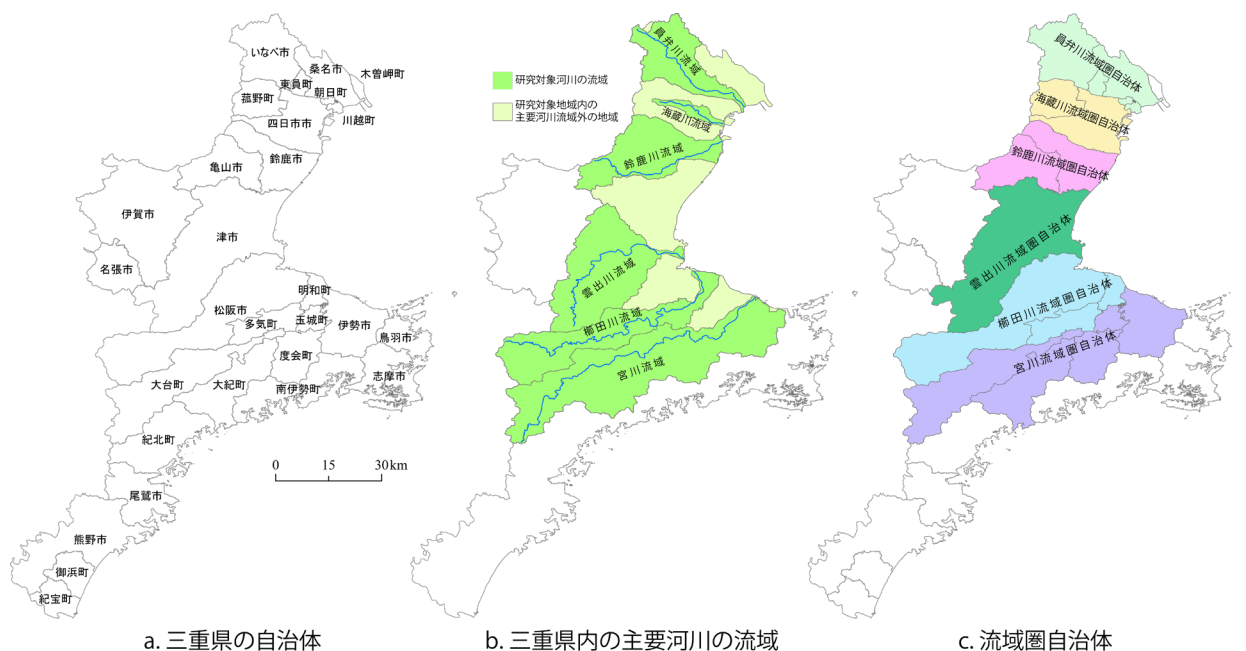 いなべ市
桑名市
木曽岬町
東員町
朝日町
菰野町
川越町
四日市市
鈴鹿市
亀山市
伊賀市
津市
名張市
明和町
松阪市
多気町
玉城町
伊勢市
鳥羽市
度会町
志摩市
大台町
大紀町
南伊勢町
紀北町
0 15 30km
尾鷲市
熊野市
御浜町
紀宝町
a. 三重県の自治体
員弁川流域
研究対象河川の流域
研究対象地域内の
主要河川流域外の地域
海蔵川流域
鈴鹿川流域
雲出川流域
櫛田川流域
宮川流域
b. 三重県内の主要河川の流域
員弁川流域圏自治体
海蔵川流域圏自治体
鈴鹿川流域圏自治体
雲出川流域圏自治体
櫛田川流域圏自治体
宮川流域圏自治体
c. 流域圏自治体